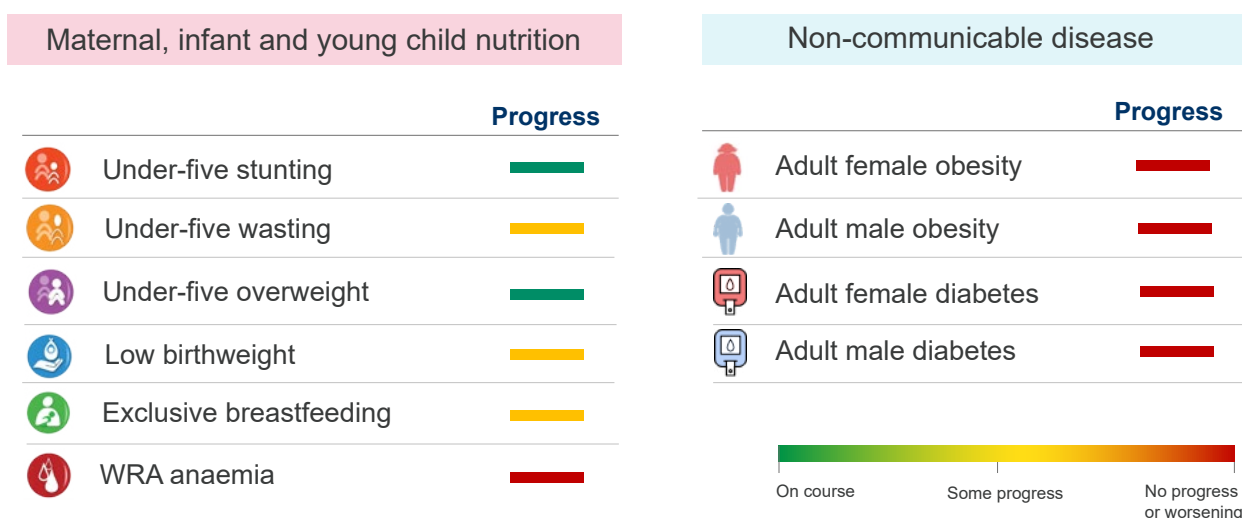 Maternal, infant and young child nutrition
Progress
Under-five stunting
Under-five wasting
Under-five overweight
Low birthweight
Exclusive breastfeeding
WRA anaemia
Non-communicable disease
Progress
Adult female obesity
Adult male obesity
Adult female diabetes
Adult male diabetes
On course
Some progress
No progress
or worsening